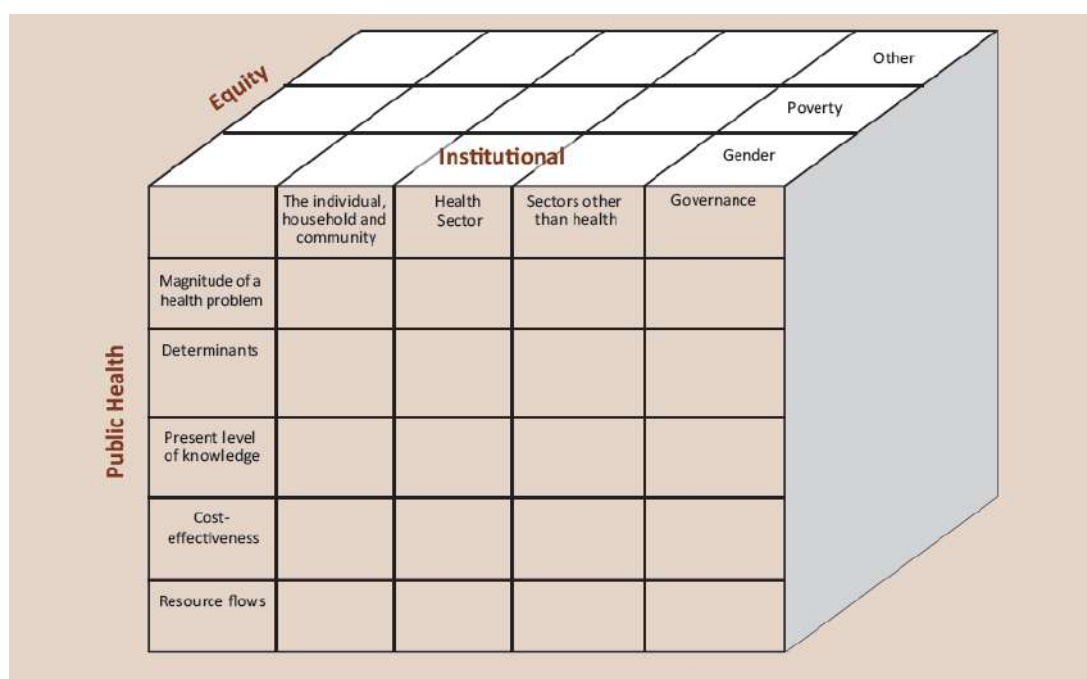 Equity
Other
Poverty
Institutional
Gender
The individual,
household and
community
Health
Sector
Sectors other
than health
Governance
Public Health
Magnitude of a
health problem
Determinants
Present level
of knowledge
Cost-
effectiveness
Resource flows